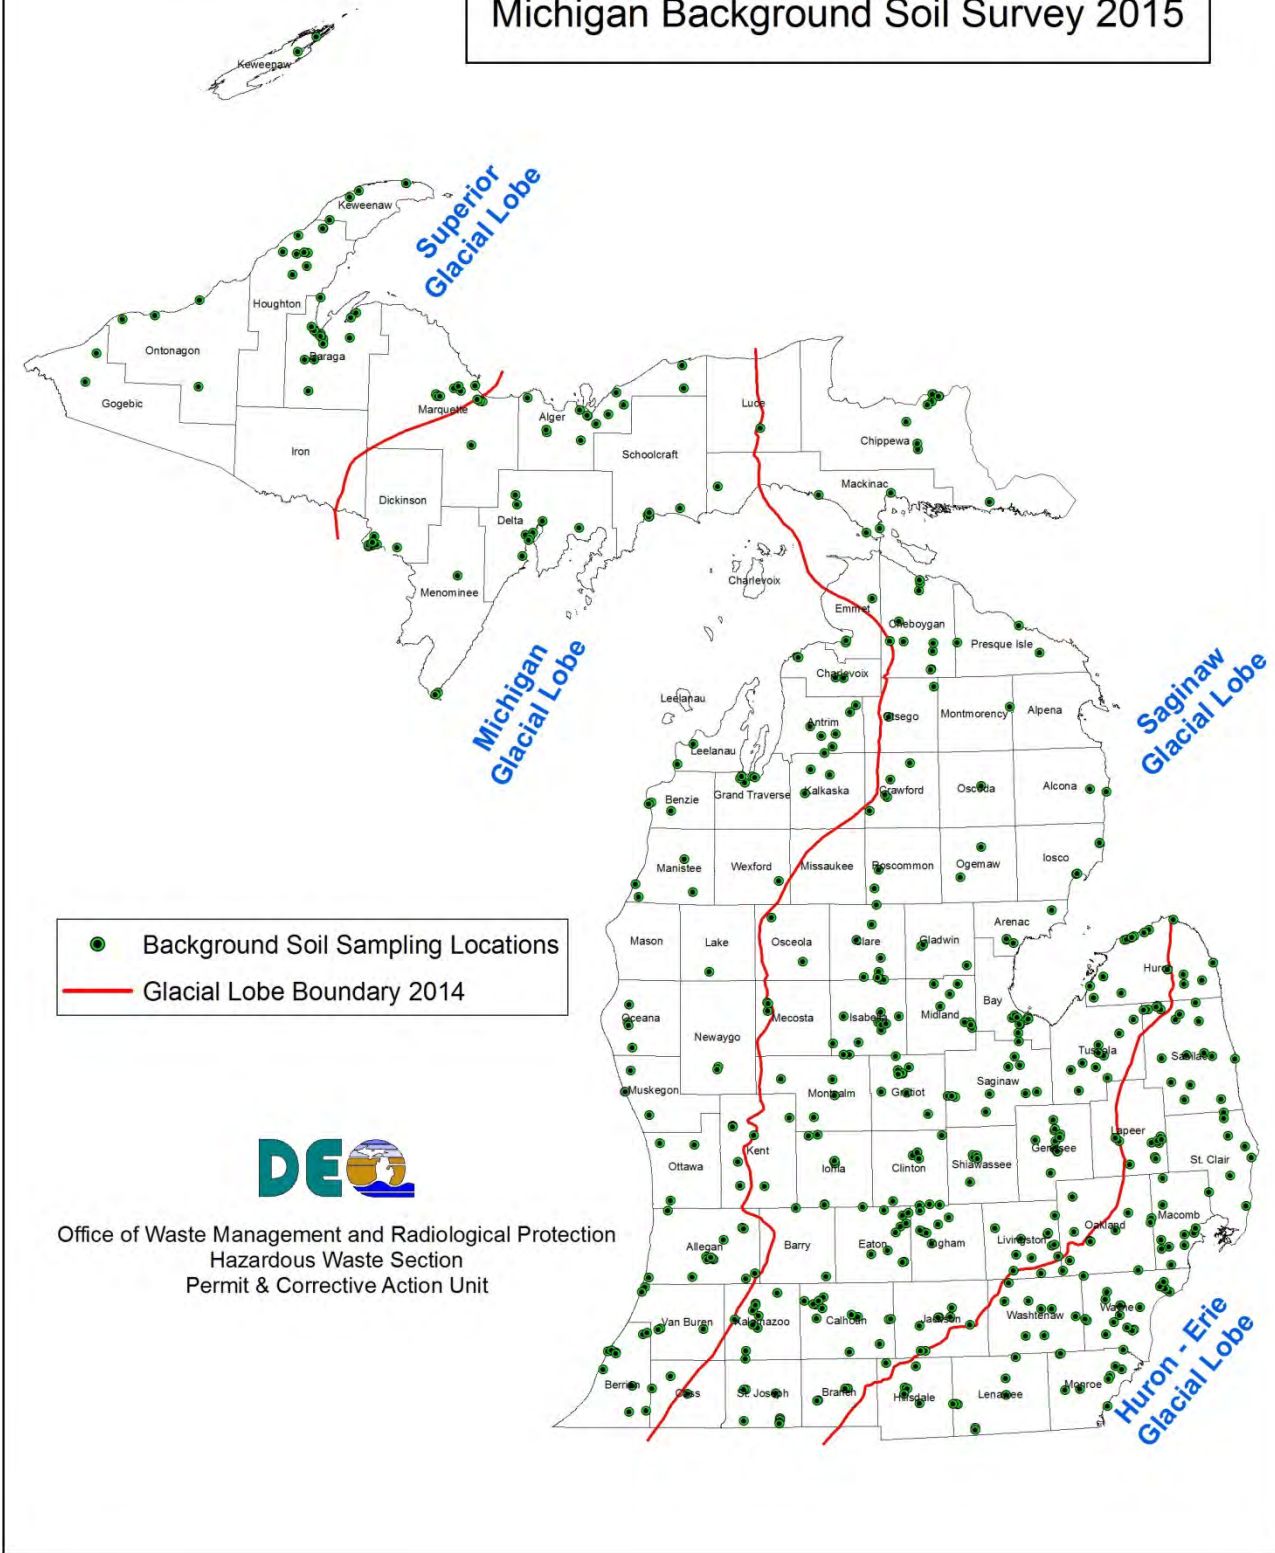 Michigan Background Soil Survey 2015
Keweenaw
Superior
Glacial Lobe
Keweenaw
Houghton
Ontonagon
Baraga
Gogebic
Marquette
Alger
Luce
Iron
Schoolcraft
Chippewa
Dickinson
Mackinac
Delta
Menominee
Charlevoix
Emmet
Cheboygan
Presque Isle
Michigan
Glacial Lobe
Charlevoix
Saginaw
Glacial Lobe
Leelanau
Antrim
Otsego
Montmorency
Alpena
Leelanau
Benzie
Grand Traverse
Kalkaska
Crawford
Oscoda
Alcona
Manistee
Wexford
Missaukee
Roscommon
Ogemaw
Iosco
Background Soil Sampling Locations
Glacial Lobe Boundary 2014
Mason
Lake
Osceola
Clare
Gladwin
Arenac
Huron
Oceana
Newaygo
Mecosta
Isabella
Midland
Bay
Tuscola
Sanilac
Muskegon
Montcalm
Gratiot
Saginaw
Lapeer
DEQ
Ottawa
Kent
Ionia
Clinton
Shiawassee
Genesee
St. Clair
Office of Waste Management and Radiological Protection
Hazardous Waste Section
Permit & Corrective Action Unit
Allegan
Barry
Eaton
Ingham
Livingston
Oakland
Macomb
Van Buren
Kalamazoo
Calhoun
Jackson
Washtenaw
Wayne
Berrien
Cass
St. Joseph
Branch
Hillsdale
Lenawee
Monroe
Huron - Erie
Glacial Lobe